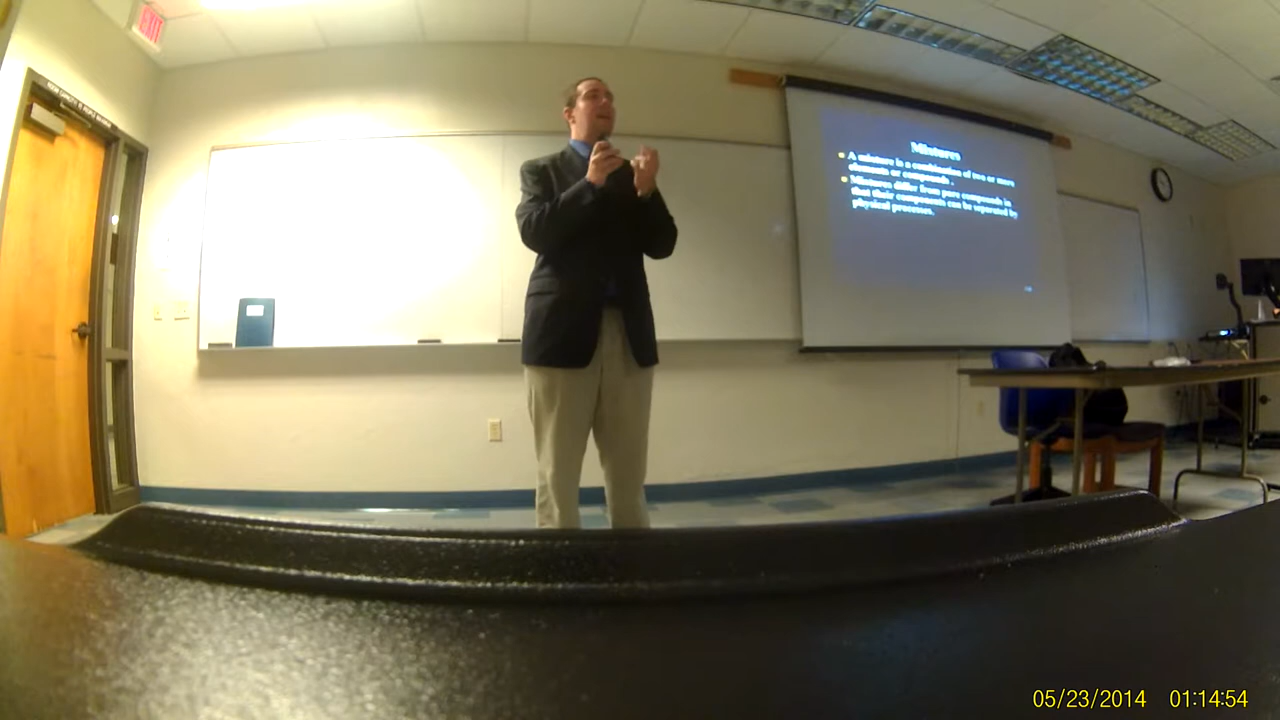 EXIT
Mixtures
A mixture is a combination of two or more
elements or compounds .
Mixtures differ from pure compounds in
that their components can be separated by
physical processes.
05/23/2014 01:14:54